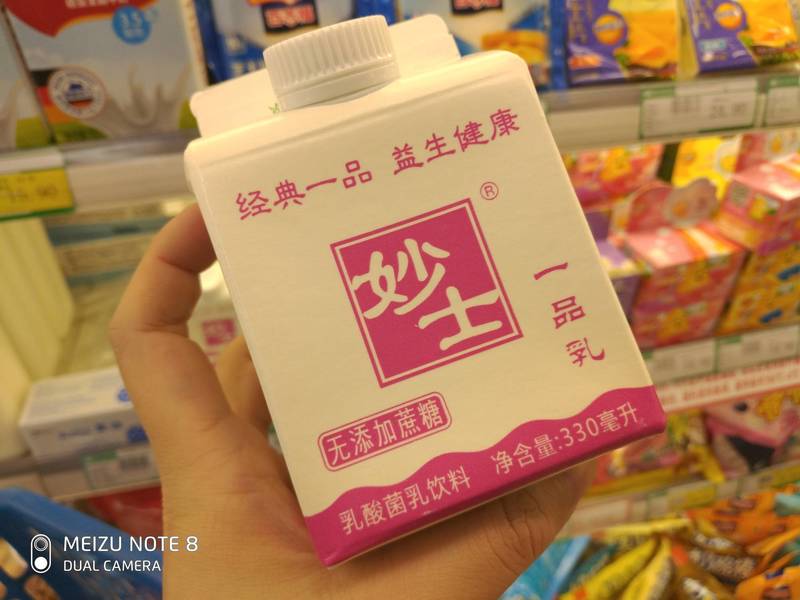 经典一品 益生健康
®
妙士
一品乳
无添加蔗糖
乳酸菌乳饮料 净含量:330毫升
MEIZU NOTE 8
DUAL CAMERA